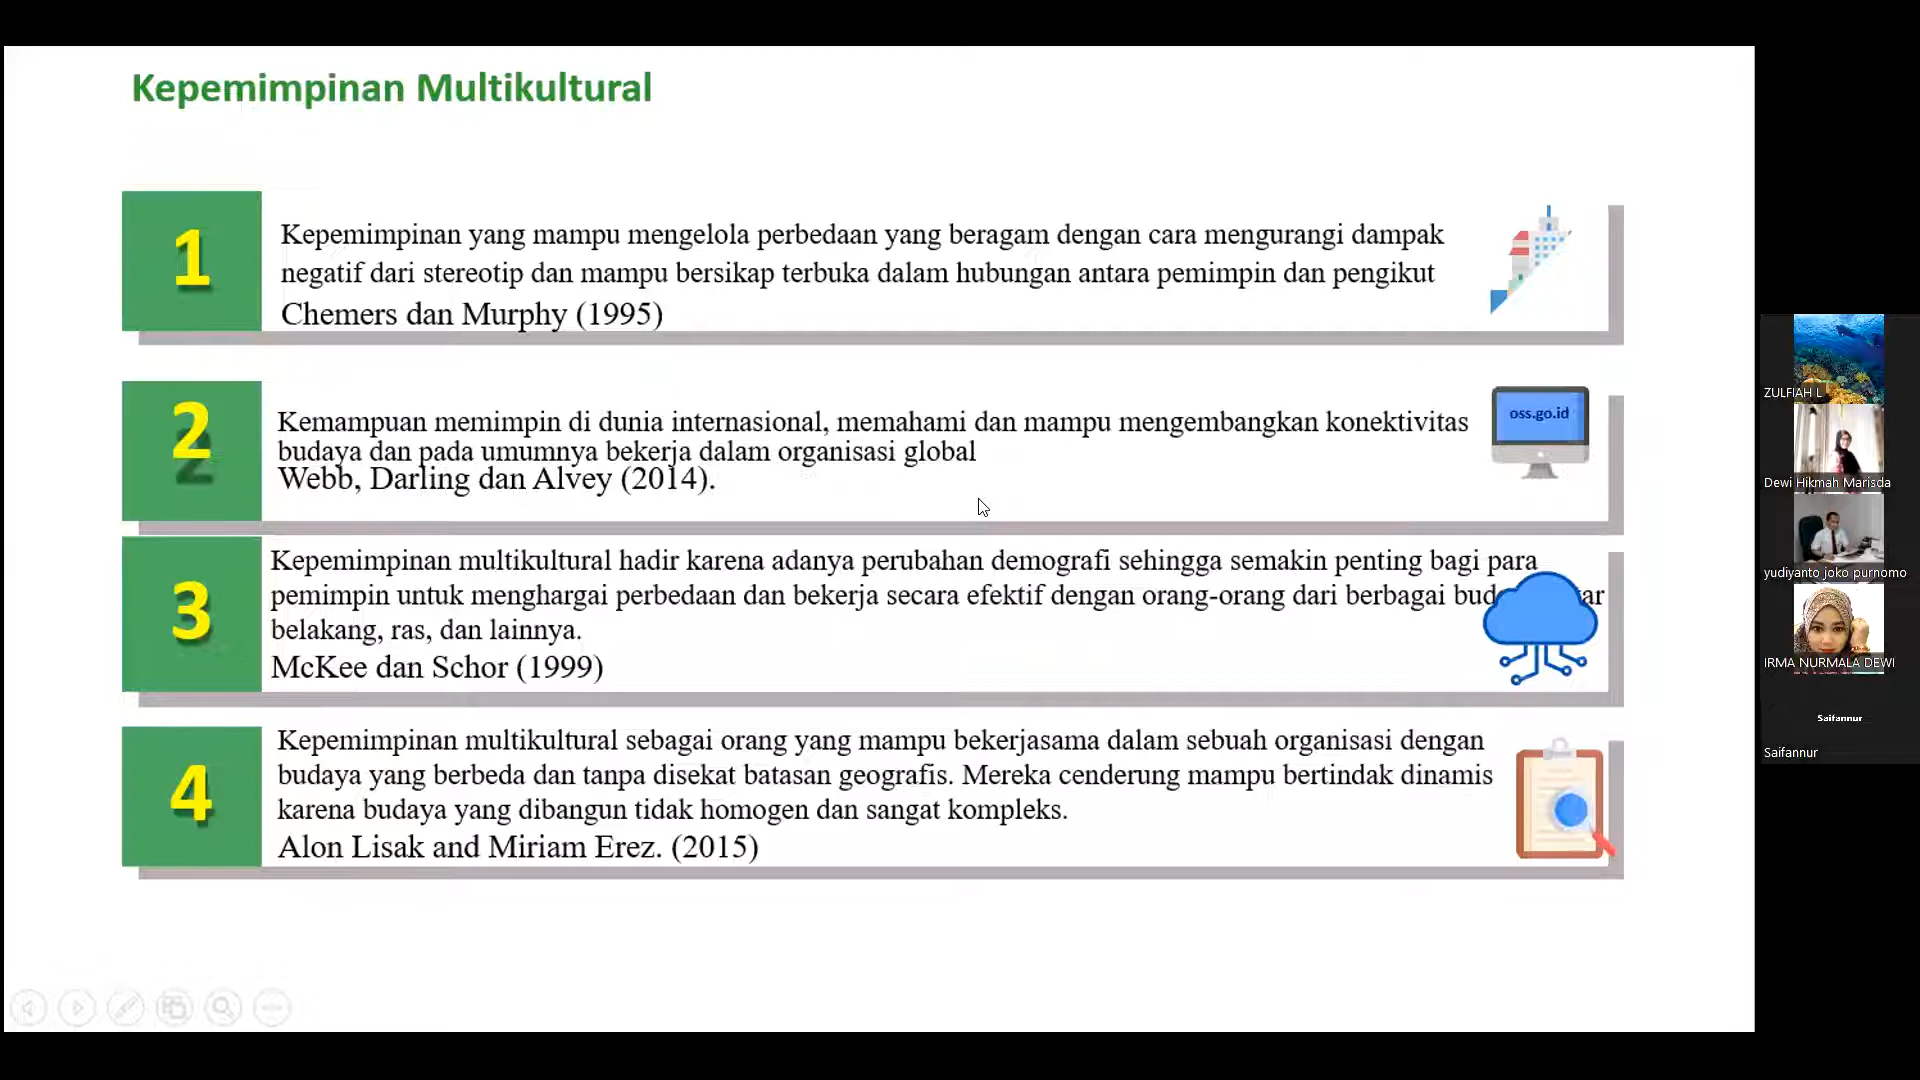 Kepemimpinan Multikultural
1
Kepemimpinan yang mampu mengelola perbedaan yang beragam dengan cara mengurangi dampak
negatif dari stereotip dan mampu bersikap terbuka dalam hubungan antara pemimpin dan pengikut
Chemers dan Murphy (1995)
2
Kemampuan memimpin di dunia internasional, memahami dan mampu mengembangkan konektivitas
budaya dan pada umumnya bekerja dalam organisasi global
Webb, Darling dan Alvey (2014).
oss.go.id
3
Kepemimpinan multikultural hadir karena adanya perubahan demografi sehingga semakin penting bagi para
pemimpin untuk menghargai perbedaan dan bekerja secara efektif dengan orang-orang dari berbagai
belakang, ras, dan lainnya.
McKee dan Schor (1999)
4
Kepemimpinan multikultural sebagai orang yang mampu bekerjasama dalam sebuah organisasi dengan
budaya yang berbeda dan tanpa disekat batasan geografis. Mereka cenderung mampu bertindak dinamis
karena budaya yang dibangun tidak homogen dan sangat kompleks.
Alon Lisak and Miriam Erez. (2015)
ZULFIAH L
Dewi Hikmah Marisda
yudiyanto joko purnomo
IRMA NURMALA DEWI
Saifannur
Saifannur